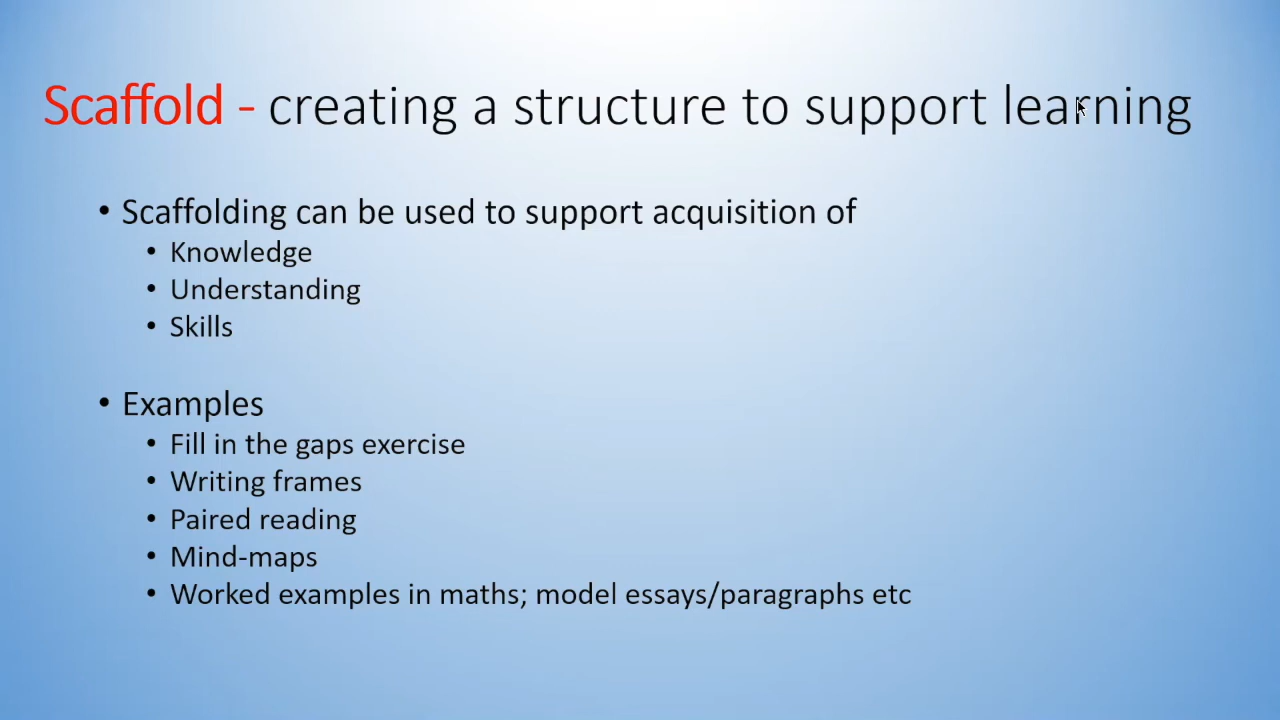 Scaffold - creating a structure to support learning
• Scaffolding can be used to support acquisition of
• Knowledge
• Understanding
• Skills
• Examples
• Fill in the gaps exercise
• Writing frames
• Paired reading
• Mind-maps
• Worked examples in maths; model essays/paragraphs etc